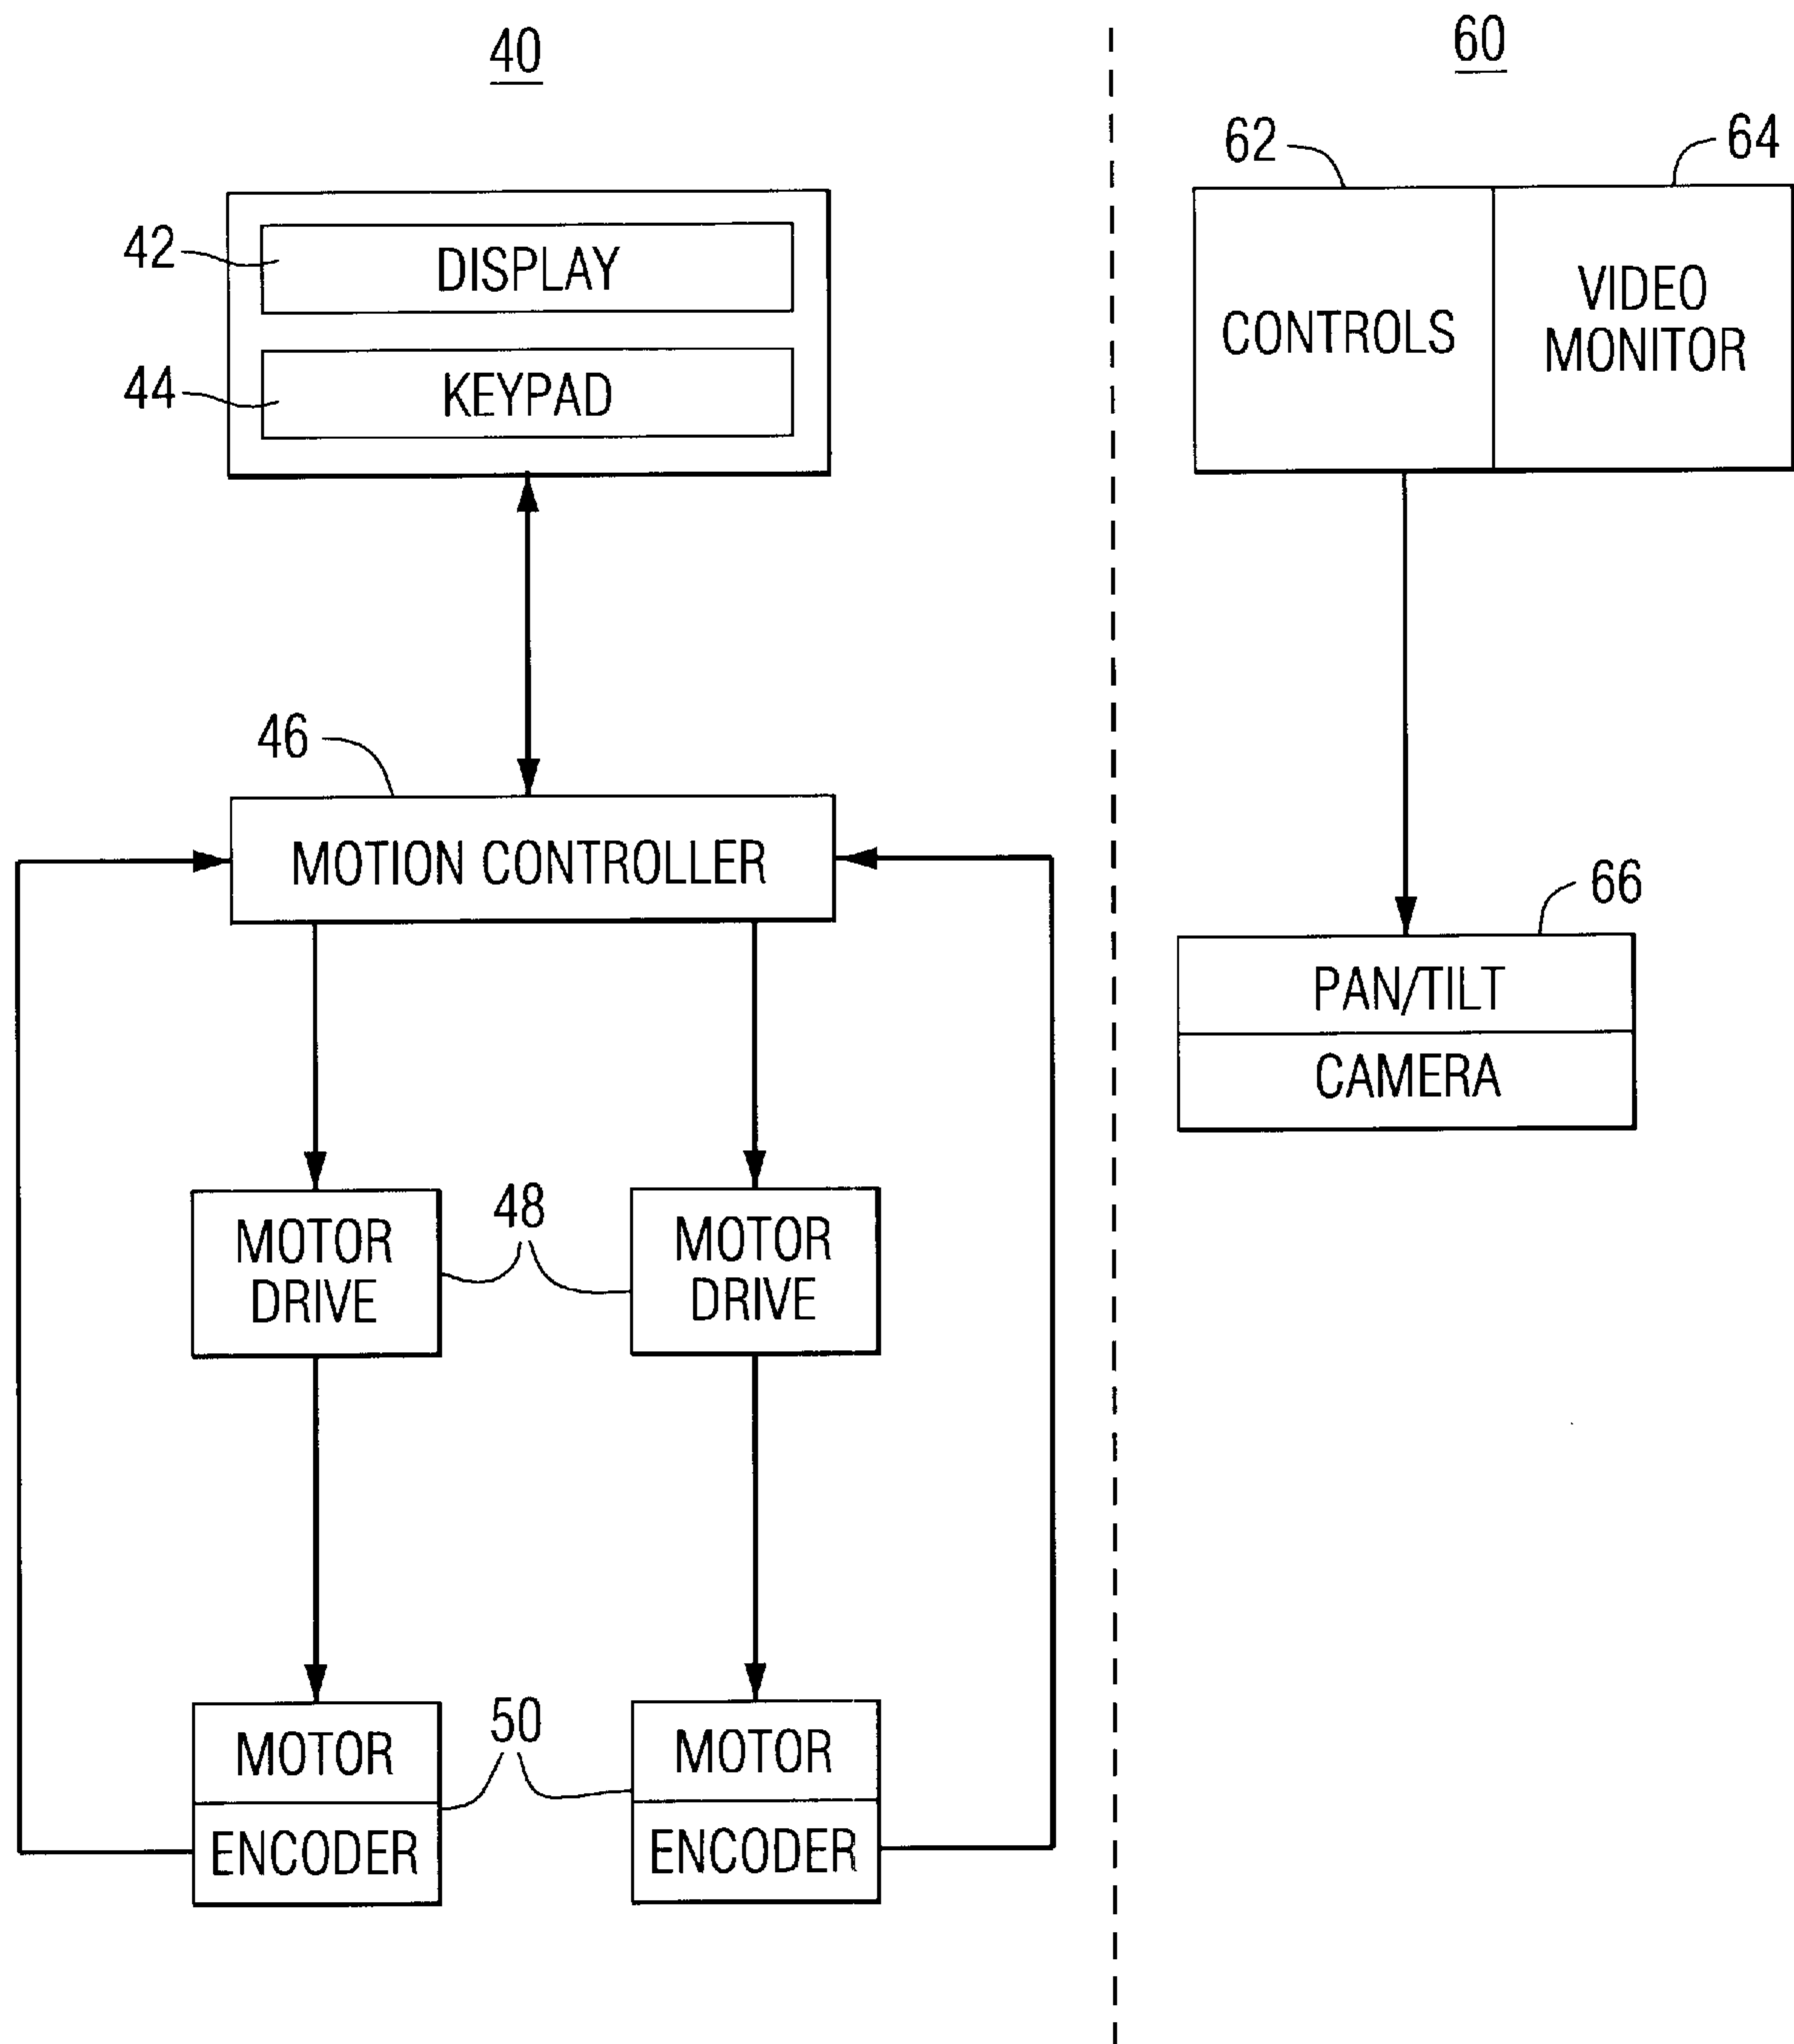 40
60
62
64
42
DISPLAY
44
KEYPAD
CONTROLS
VIDEO
MONITOR
46
MOTION CONTROLLER
66
PAN/TILT
CAMERA
48
MOTOR
DRIVE
MOTOR
DRIVE
50
MOTOR
ENCODER
MOTOR
ENCODER